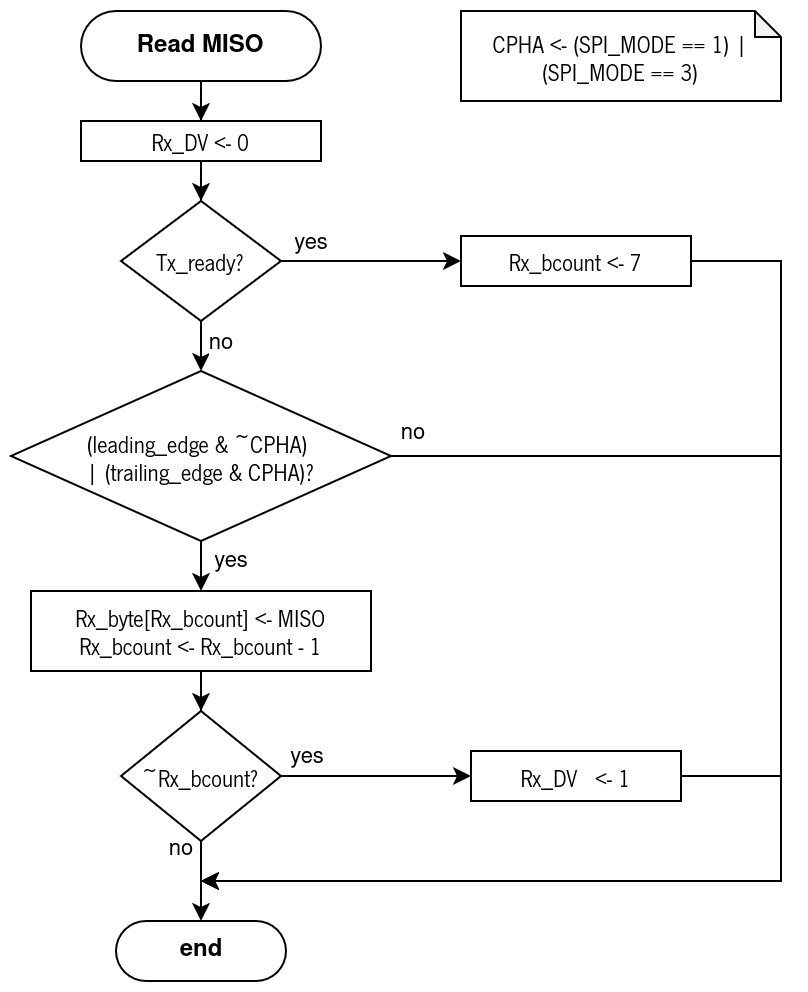 Read MISO
CPHA <- (SPI_MODE == 1) |
(SPI_MODE == 3)
Rx_DV <- 0
Tx_ready?
yes
Rx_bcount <- 7
no
(leading_edge & ~CPHA)
| (trailing_edge & CPHA)?
no
yes
Rx_byte[Rx_bcount] <- MISO
Rx_bcount <- Rx_bcount - 1
~Rx_bcount?
yes
Rx_DV <- 1
no
end